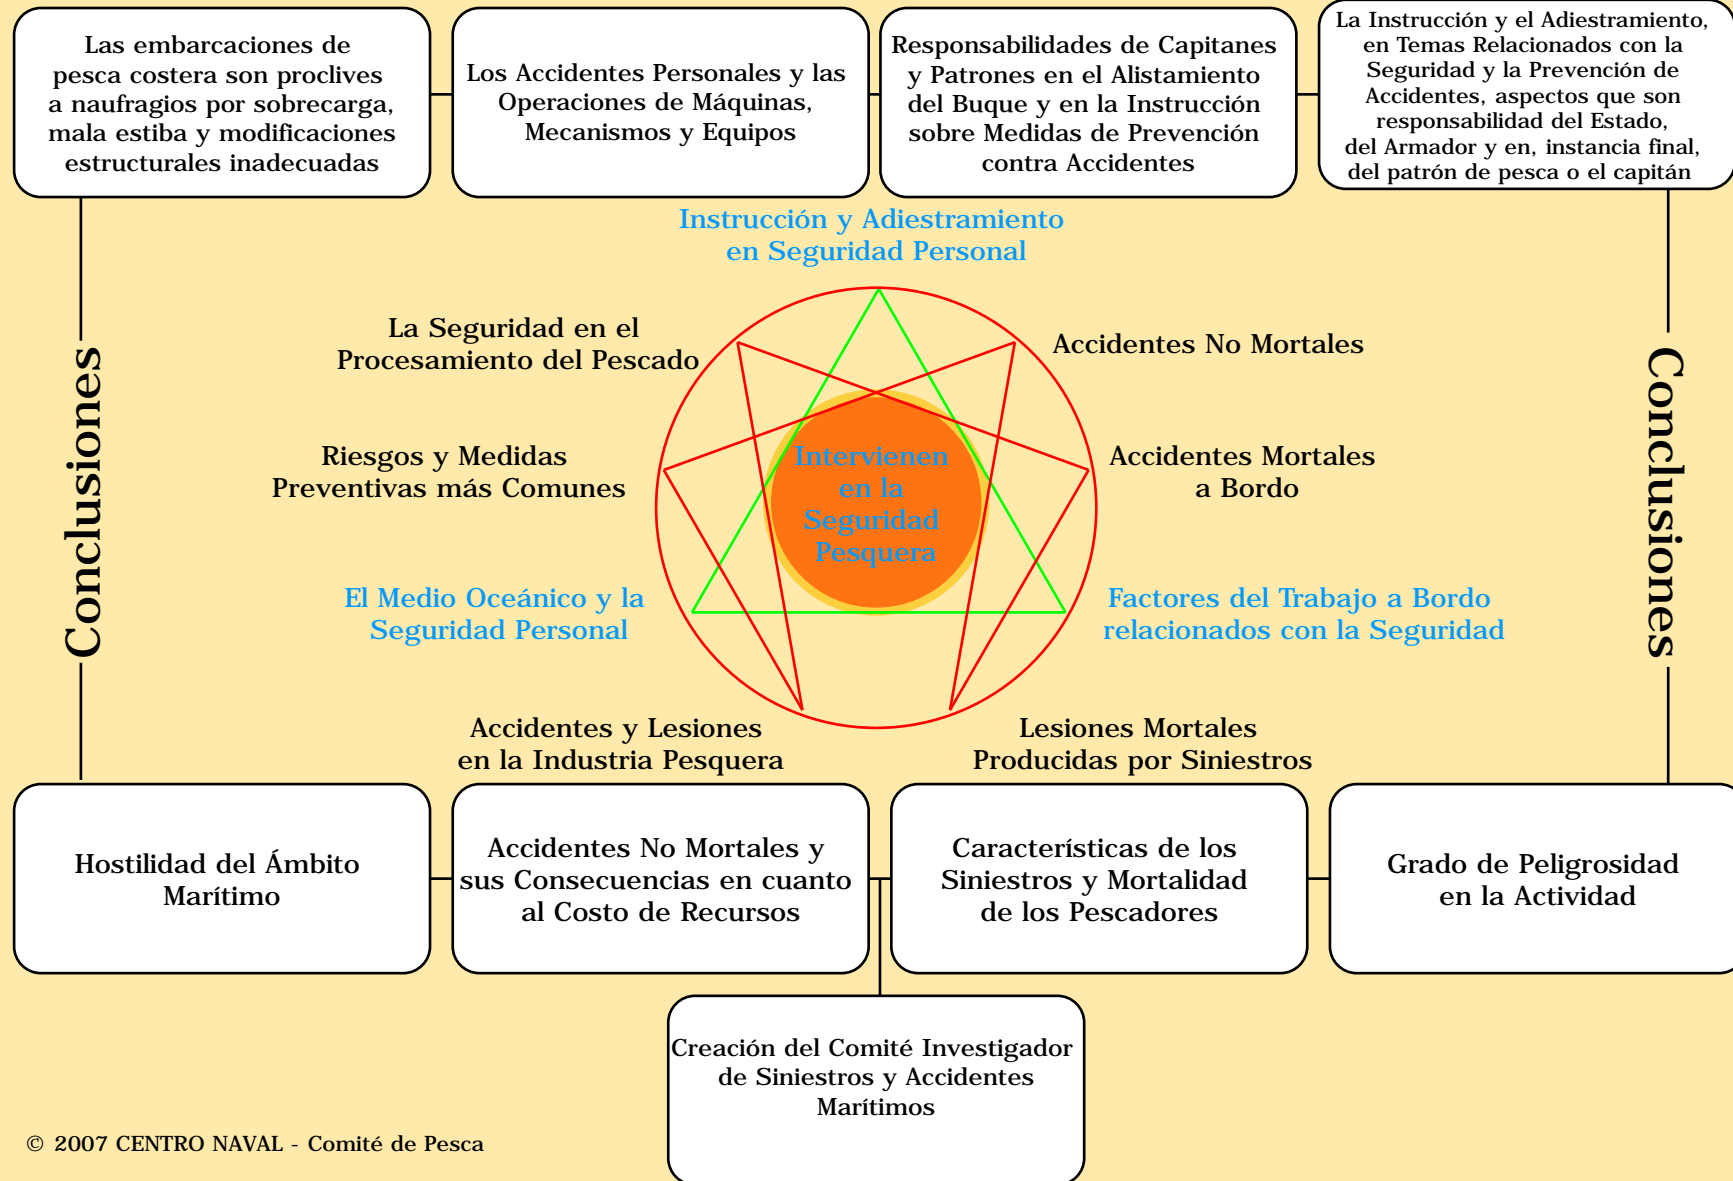 Las embarcaciones de
pesca costera son proclives
a naufragios por sobrecarga,
mala estiba y modificaciones
estructurales inadecuadas
Los Accidentes Personales y las
Operaciones de Máquinas,
Mecanismos y Equipos
Responsabilidades de Capitanes
y Patrones en el Alistamiento
del Buque y en la Instrucción
sobre Medidas de Prevención
contra Accidentes
La Instrucción y el Adiestramiento,
en Temas Relacionados con la
Seguridad y la Prevención de
Accidentes, aspectos que son
responsabilidad del Estado,
del Armador y en, instancia final,
del patrón de pesca o el capitán
Conclusiones
Instrucción y Adiestramiento
en Seguridad Personal
La Seguridad en el
Procesamiento del Pescado
Accidentes No Mortales
Riesgos y Medidas
Preventivas más Comunes
Intervienen
en la
Seguridad
Pesquera
Accidentes Mortales
a Bordo
El Medio Oceánico y la
Seguridad Personal
Factores del Trabajo a Bordo
relacionados con la Seguridad
Accidentes y Lesiones
en la Industria Pesquera
Lesiones Mortales
Producidas por Siniestros
Conclusiones
Hostilidad del Ámbito
Marítimo
Accidentes No Mortales y
sus Consecuencias en cuanto
al Costo de Recursos
Características de los
Siniestros y Mortalidad
de los Pescadores
Grado de Peligrosidad
en la Actividad
Creación del Comité Investigador
de Siniestros y Accidentes
Marítimos
© 2007 CENTRO NAVAL - Comité de Pesca